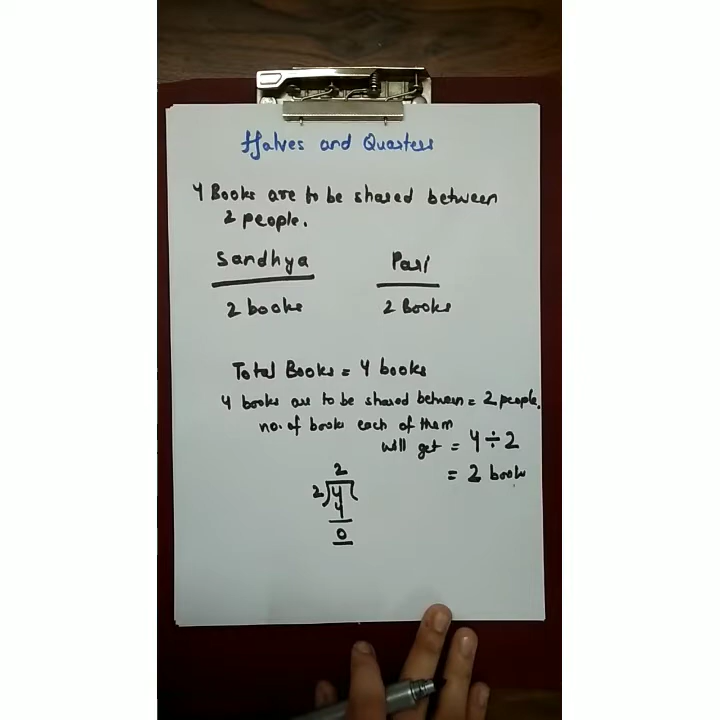 Halves and Quarters
4 Books are to be shared between
2 people.
Sandhya Pari
2 books 2 Books
Total Books = 4 books
4 books are to be shared between = 2 people.
no. of books each of them
will get = 4 ÷ 2
= 2 books
2
2)4(
4
0